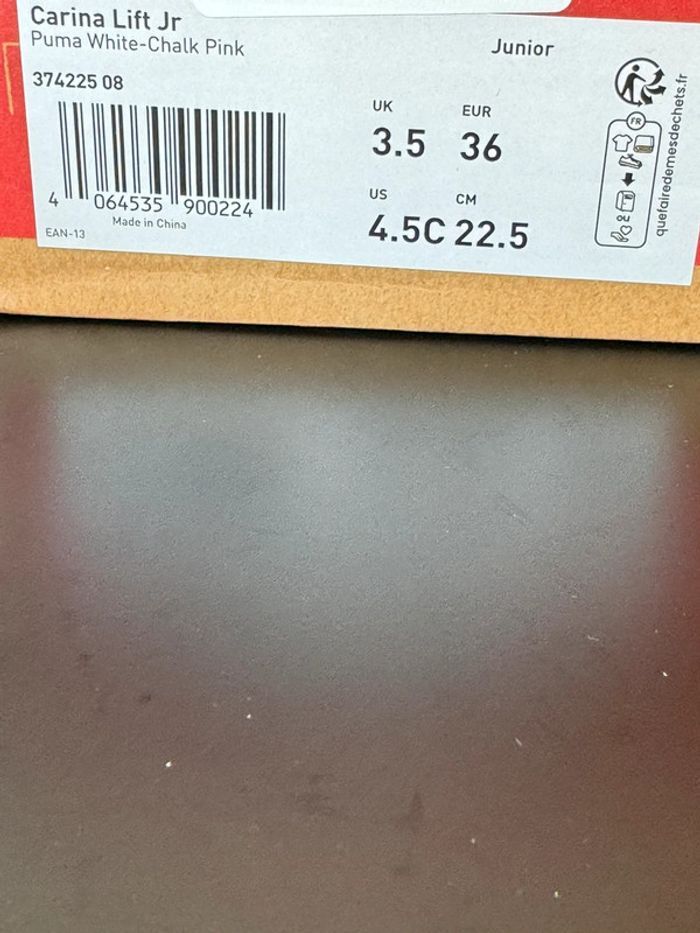 Carina Lift Jr
Puma White-Chalk Pink
Junior
374225 08
UK
3.5
EUR
36
US
4.5C
CM
22.5
4 064535 900224
Made in China
EAN-13
FR
ou
quefairedemesdechets.fr